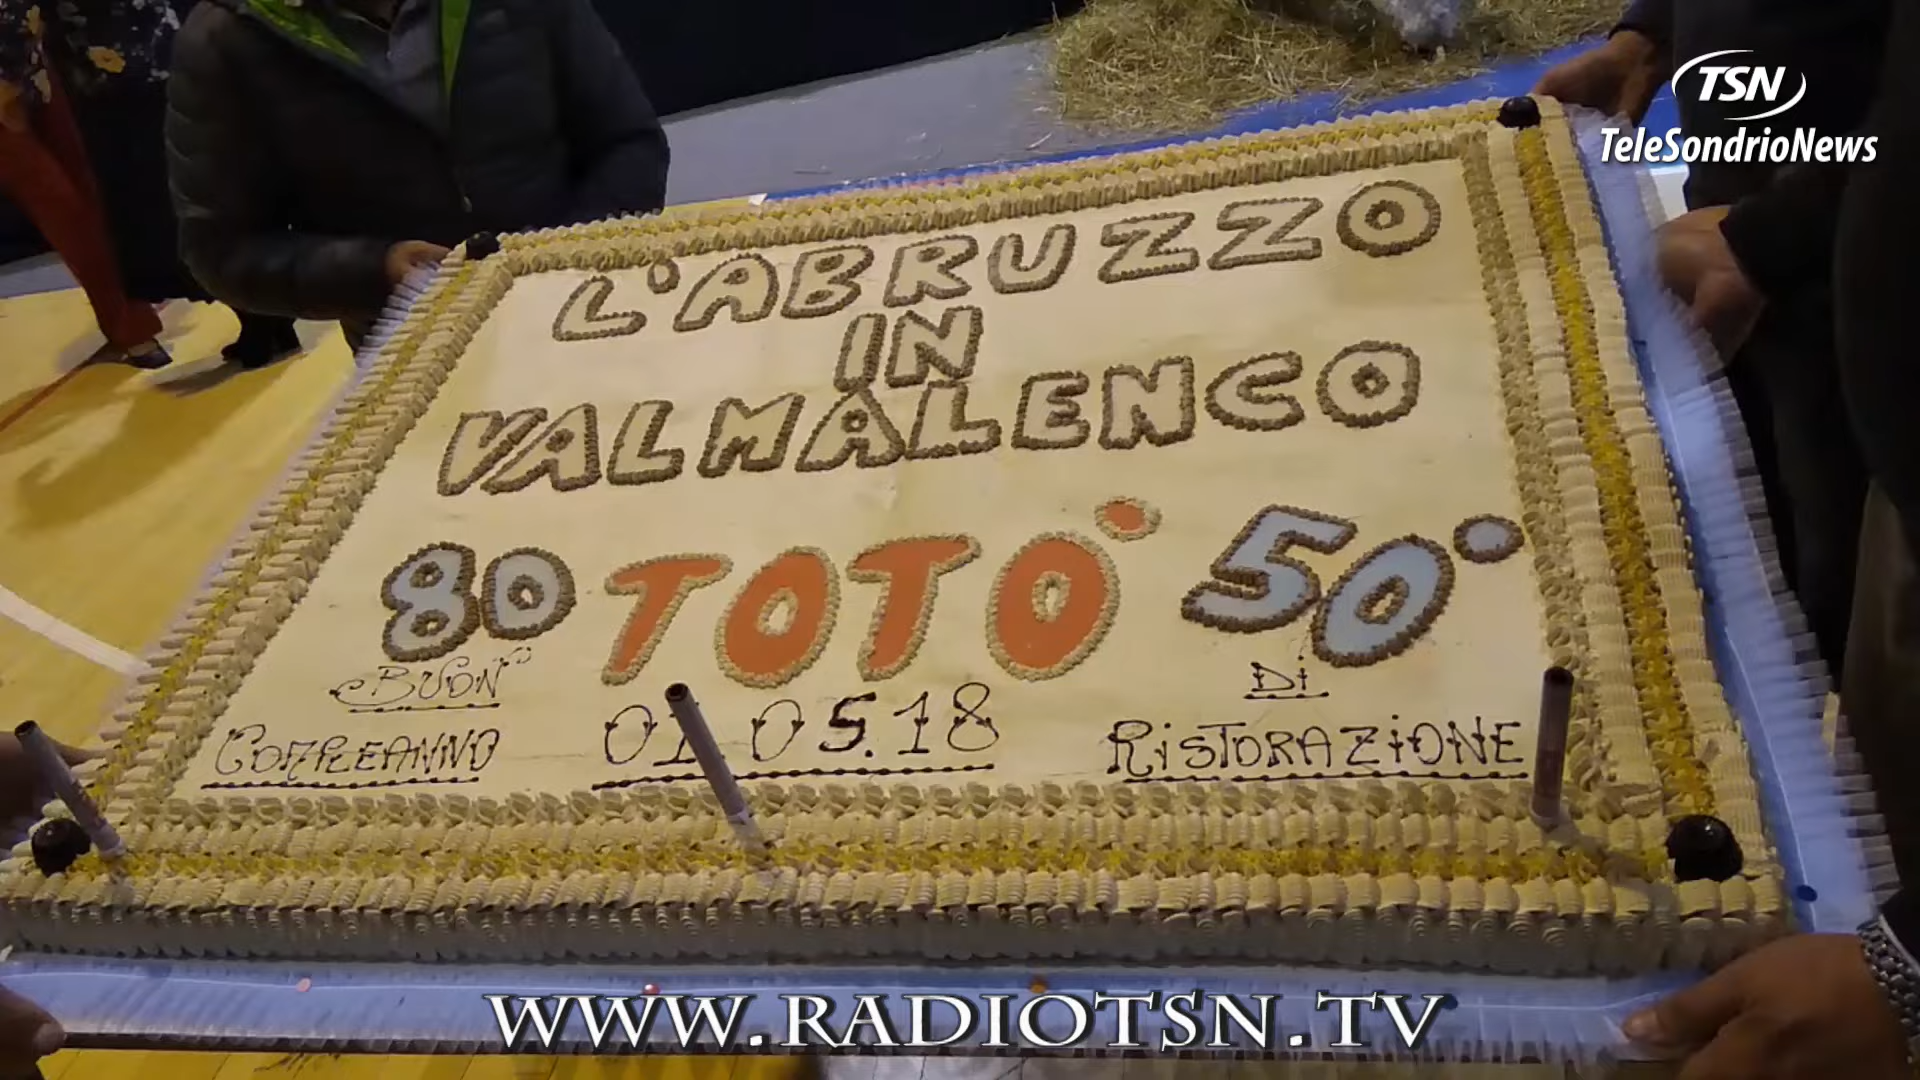 TSN
TeleSondrioNews
L'ABRUZZO
IN
VALMALENCO
80 TOTO° 50°
BUON
COMPLEANNO
01.05.18
DI
RISTORAZIONE
WWW.RADIOTSN.TV